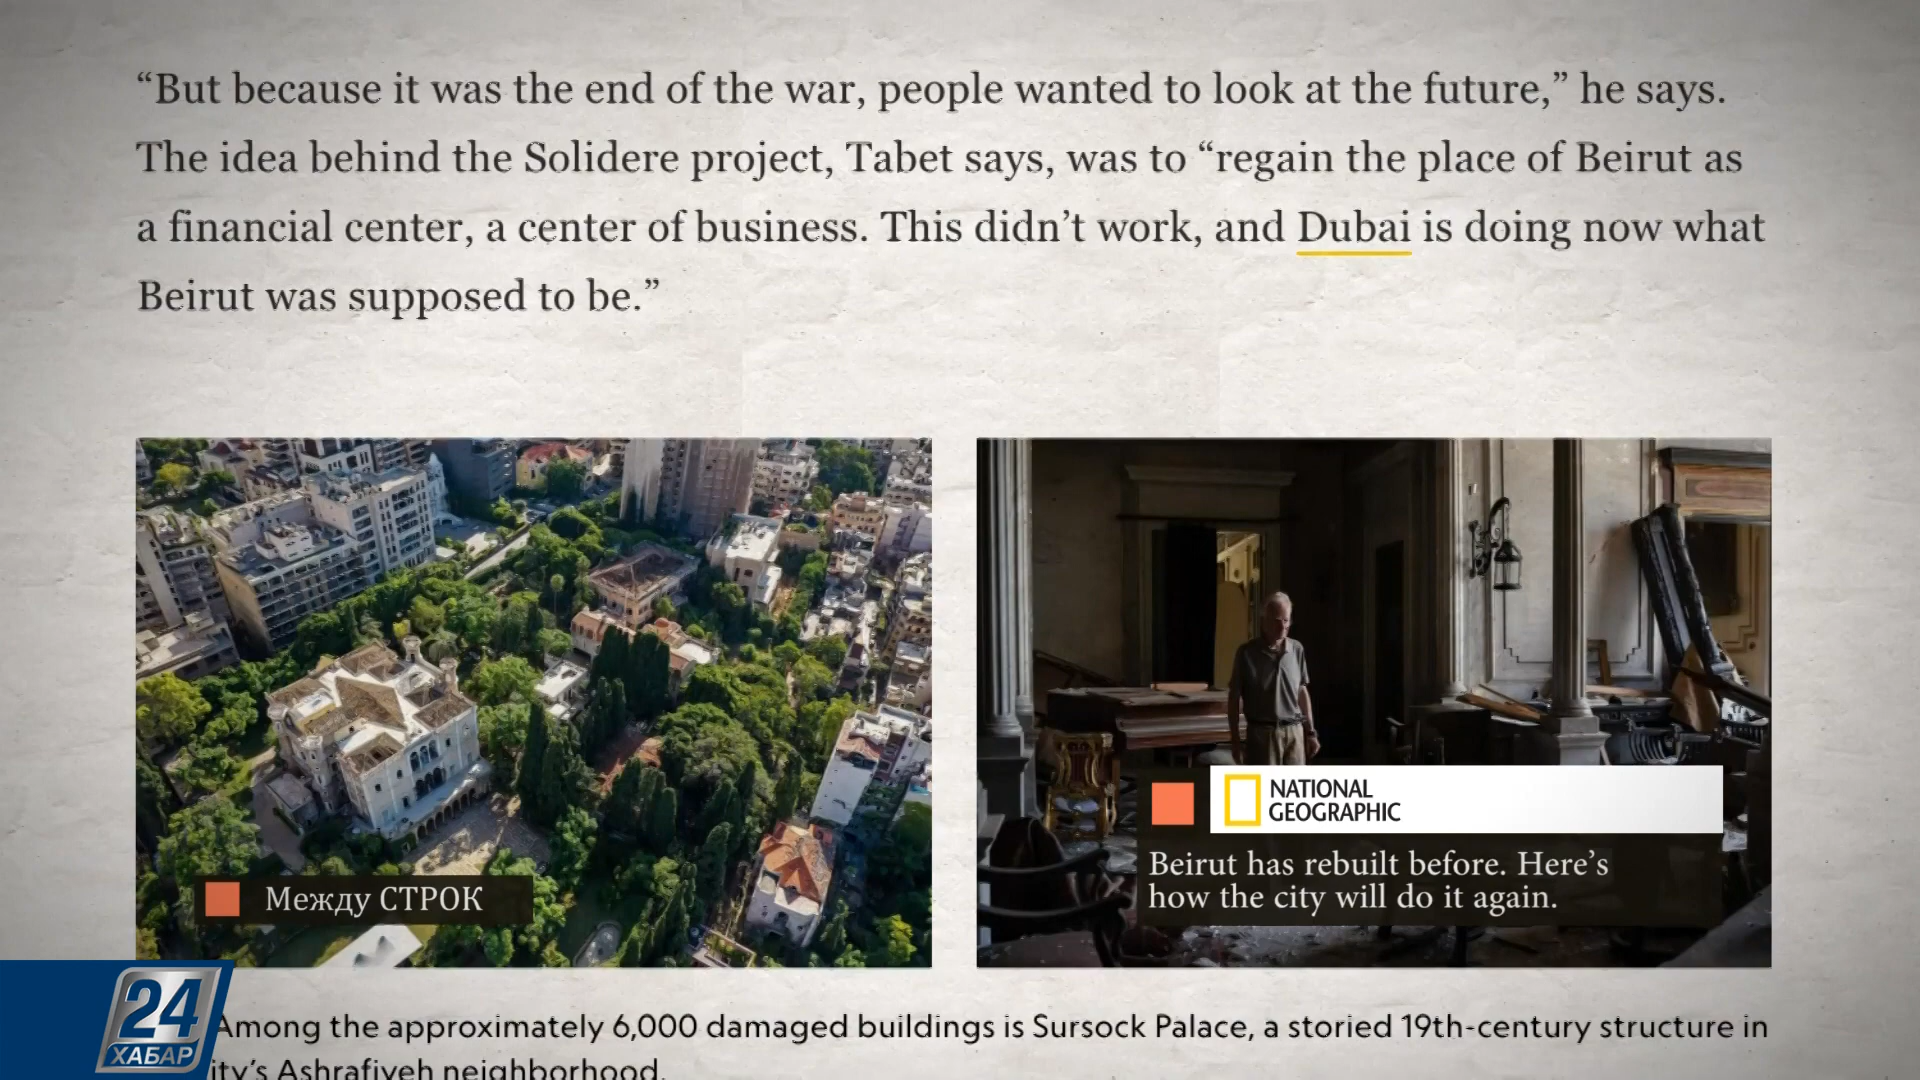 “But because it was the end of the war, people wanted to look at the future,” he says.
The idea behind the Solidere project, Tabet says, was to “regain the place of Beirut as
a financial center, a center of business. This didn’t work, and Dubai is doing now what
Beirut was supposed to be.”
NATIONAL
GEOGRAPHIC
Beirut has rebuilt before. Here’s
how the city will do it again.
Между СТРОК
24
ХАБАР
Among the approximately 6,000 damaged buildings is Sursock Palace, a storied 19th-century structure in
ity’s Ashrafiyeh neighborhood.